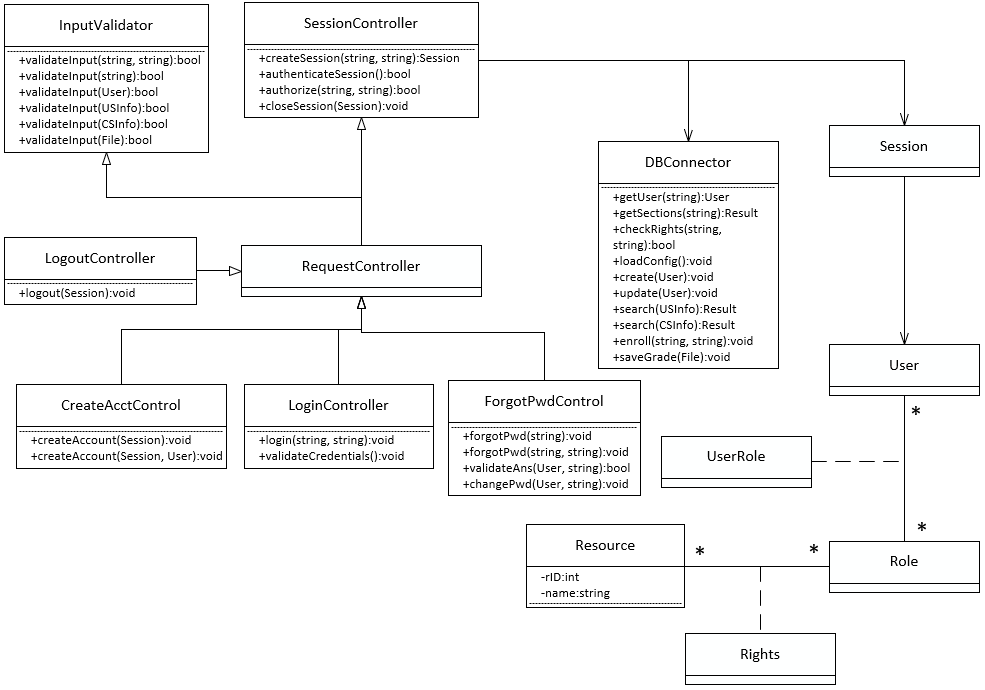 InputValidator
+validateInput(string, string):bool
+validateInput(string):bool
+validateInput(User):bool
+validateInput(USInfo):bool
+validateInput(CSInfo):bool
+validateInput(File):bool
SessionController
+createSession(string, string):Session
+authenticateSession():bool
+authorize(string, string):bool
+closeSession(Session):void
DBConnector
+getUser(string):User
+getSections(string):Result
+checkRights(string,
string):bool
+loadConfig():void
+create(User):void
+update(User):void
+search(USInfo):Result
+search(CSInfo):Result
+enroll(string, string):void
+saveGrade(File):void
Session
LogoutController
+logout(Session):void
RequestController
User
*
CreateAcctControl
+createAccount(Session):void
+createAccount(Session, User):void
LoginController
+login(string, string):void
+validateCredentials():void
ForgotPwdControl
+forgotPwd(string):void
+forgotPwd(string, string):void
+validateAns(User, string):bool
+changePwd(User, string):void
UserRole
*
Resource
-rID:int
-name:string
*
*
Role
Rights